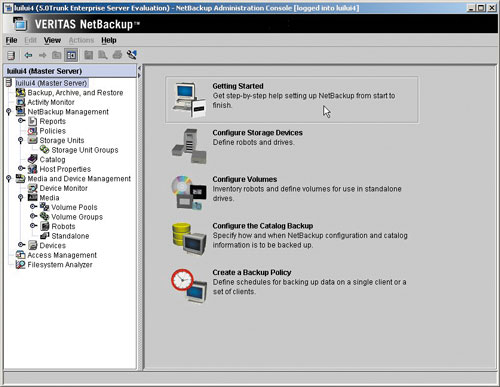 luilui4 (5.0Trunk Enterprise Server Evaluation) - NetBackup Administration Console [logged into luilui4]
VERITAS NetBackup™
File Edit View Actions Help
luilui4 (Master Server)
luilui4 (Master Server)
Backup, Archive, and Restore
Activity Monitor
NetBackup Management
Reports
Policies
Storage Units
Storage Unit Groups
Catalog
Host Properties
Media and Device Management
Device Monitor
Media
Volume Pools
Volume Groups
Robots
Standalone
Devices
Access Management
Filesystem Analyzer
Getting Started
Get step-by-step help setting up NetBackup from start to
finish.
Configure Storage Devices
Define robots and drives.
Configure Volumes
Inventory robots and define volumes for use in standalone
drives.
Configure the Catalog Backup
Specify how and when NetBackup configuration and catalog
information is to be backed up.
Create a Backup Policy
Define schedules for backing up data on a single client or a
set of clients.